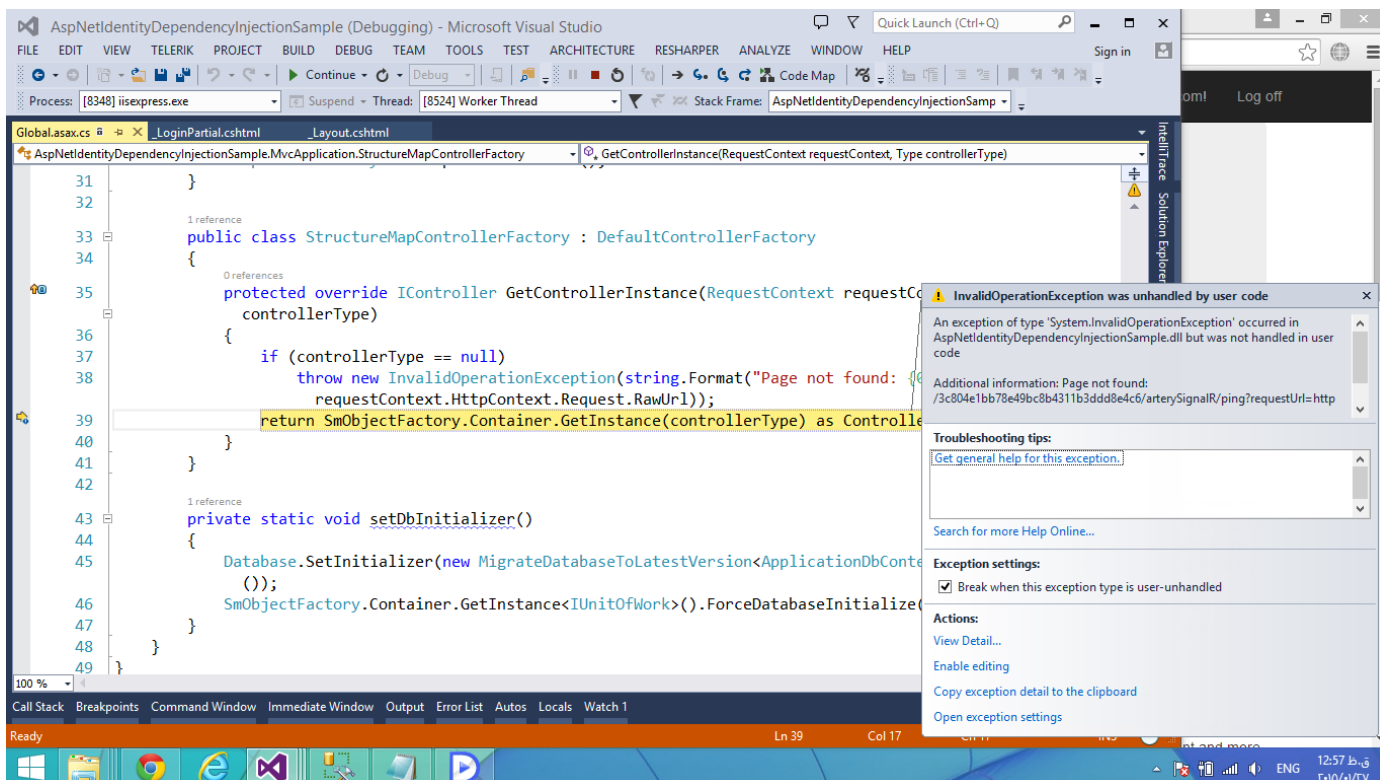 AspNetIdentityDependencyInjectionSample (Debugging) - Microsoft Visual Studio
Quick Launch (Ctrl+Q)
FILE EDIT VIEW TELERIK PROJECT BUILD DEBUG TEAM TOOLS TEST ARCHITECTURE RESHARPER ANALYZE WINDOW HELP
Sign in
Continue
Debug
Code Map
Process: [8348] iisexpress.exe
Suspend
Thread: [8524] Worker Thread
Stack Frame: AspNetIdentityDependencyInjectionSamp
om! Log off
Global.asax.cs _LoginPartial.cshtml _Layout.cshtml
AspNetIdentityDependencyInjectionSample.MvcApplication.StructureMapControllerFactory
GetControllerInstance(RequestContext requestContext, Type controllerType)
IntelliTrace
Solution Explorer
31 }
32
1 reference
33 public class StructureMapControllerFactory : DefaultControllerFactory
34 {
0 references
35 protected override IController GetControllerInstance(RequestContext requestCo
controllerType)
36 {
37 if (controllerType == null)
38 throw new InvalidOperationException(string.Format("Page not found: {0
requestContext.HttpContext.Request.RawUrl));
39 return SmObjectFactory.Container.GetInstance(controllerType) as Controlle
40 }
41 }
42
1 reference
43 private static void setDbInitializer()
44 {
45 Database.SetInitializer(new MigrateDatabaseToLatestVersion<ApplicationDbConte
());
46 SmObjectFactory.Container.GetInstance<IUnitOfWork>().ForceDatabaseInitialize(
47 }
48 }
49 }
100 %
InvalidOperationException was unhandled by user code
An exception of type 'System.InvalidOperationException' occurred in
AspNetIdentityDependencyInjectionSample.dll but was not handled in user
code
Additional information: Page not found:
/3c804e1bb78e49bc8b4311b3ddd8e4c6/arterySignalR/ping?requestUrl=http
Troubleshooting tips:
Get general help for this exception.
Search for more Help Online...
Exception settings:
Break when this exception type is user-unhandled
Actions:
View Detail...
Enable editing
Copy exception detail to the clipboard
Open exception settings
Call Stack Breakpoints Command Window Immediate Window Output Error List Autos Locals Watch 1
Ready Ln 39 Col 17
nt and more
ENG
12:57 ق.ظ